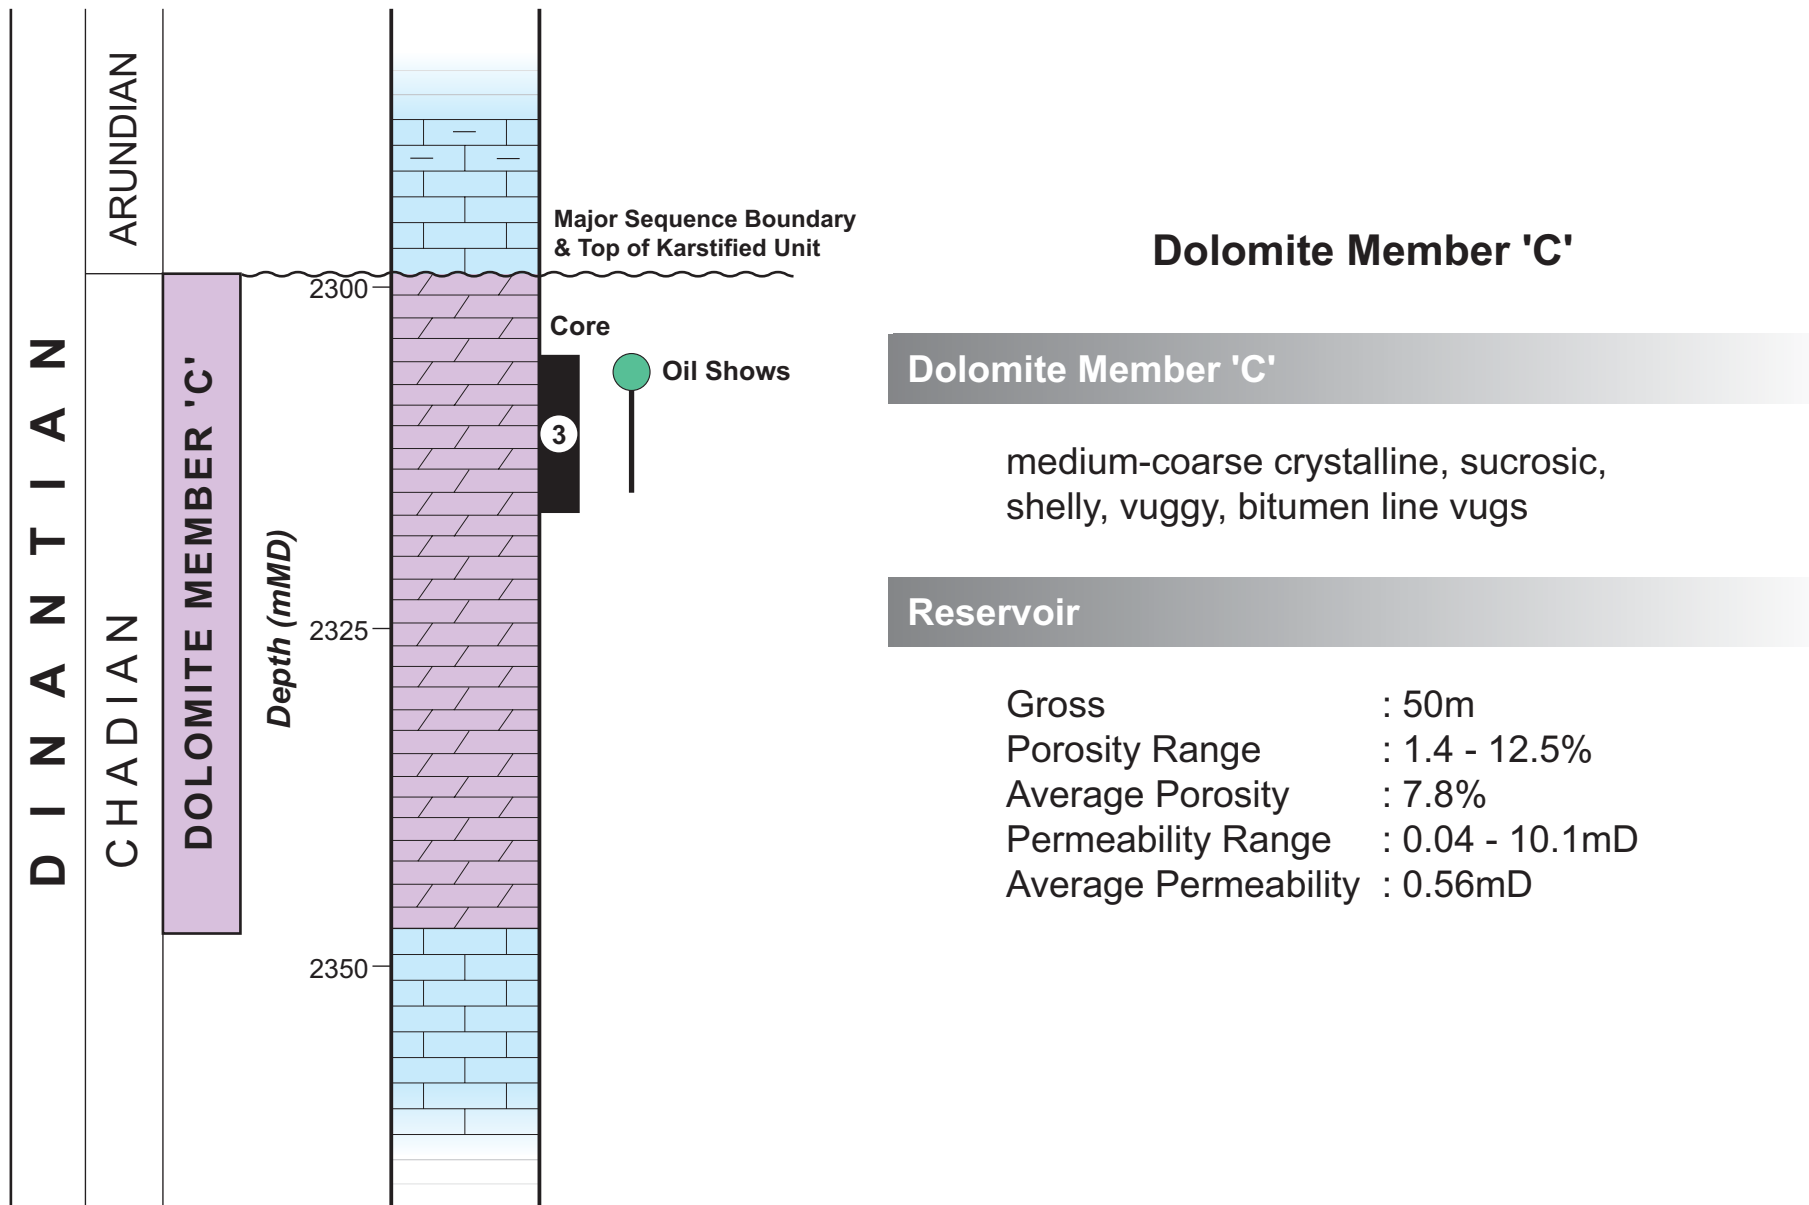 DINANTIAN
ARUNDIAN
CHADIAN
DOLOMITE MEMBER 'C'
Depth (mMD)
2300
2325
2350
Major Sequence Boundary
& Top of Karstified Unit
Core
3
Oil Shows
Dolomite Member 'C'
Dolomite Member 'C'
medium-coarse crystalline, sucrosic,
shelly, vuggy, bitumen line vugs
Reservoir
Gross : 50m
Porosity Range : 1.4 - 12.5%
Average Porosity : 7.8%
Permeability Range : 0.04 - 10.1mD
Average Permeability : 0.56mD